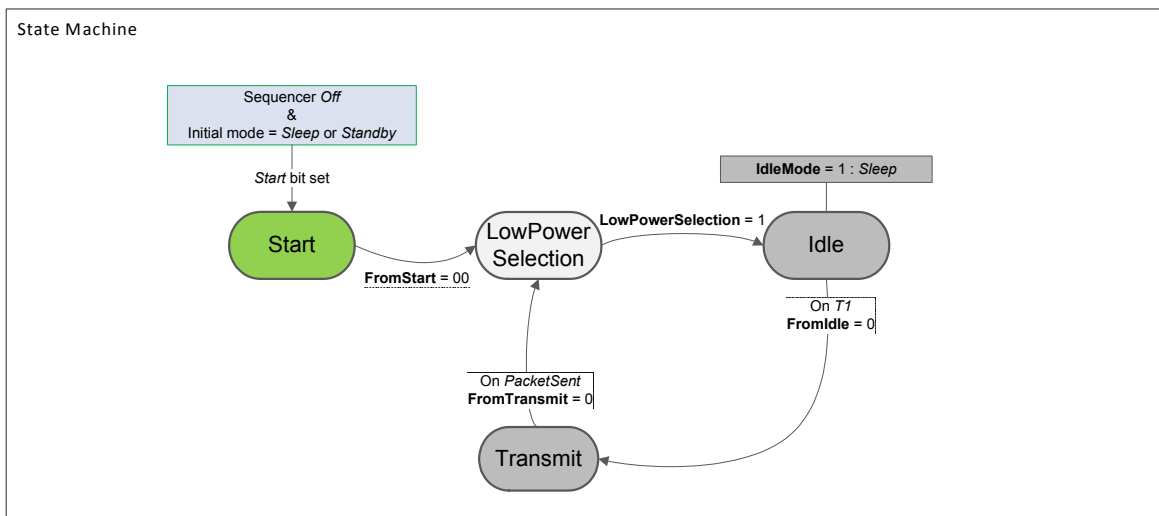 State Machine
Sequencer Off
&
Initial mode = Sleep or Standby
Start bit set
IdleMode = 1 : Sleep
Start
LowPower
Selection
LowPowerSelection = 1
Idle
FromStart = 00
On T1
FromIdle = 0
On PacketSent
FromTransmit = 0
Transmit